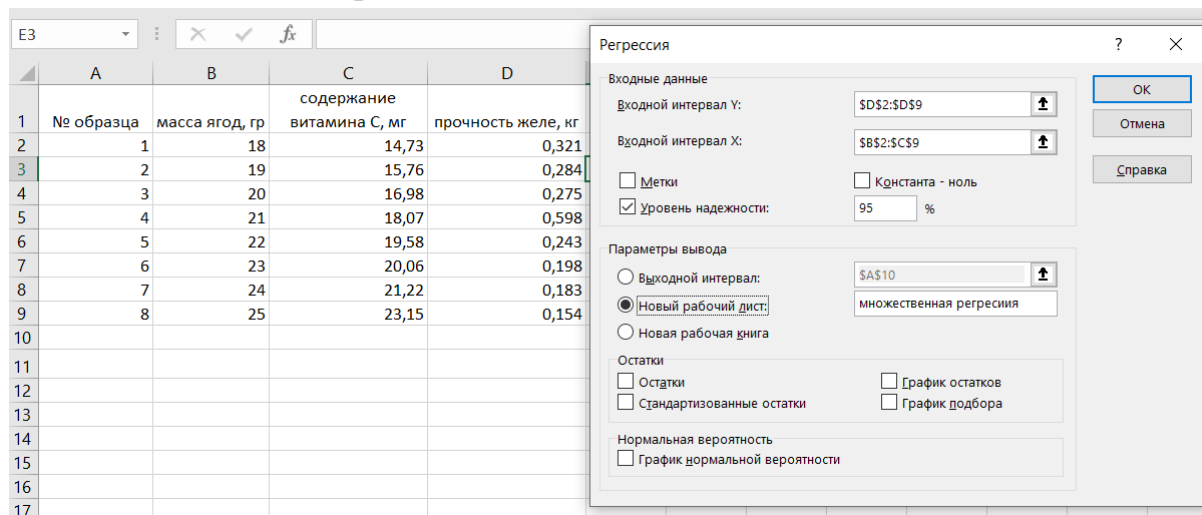 E3 fx
A B C D
1 № образца масса ягод, гр содержание витамина С, мг прочность желе, кг
2 1 18 14,73 0,321
3 2 19 15,76 0,284
4 3 20 16,98 0,275
5 4 21 18,07 0,598
6 5 22 19,58 0,243
7 6 23 20,06 0,198
8 7 24 21,22 0,183
9 8 25 23,15 0,154
10
11
12
13
14
15
16
17
Регрессия ?
Входные данные
Входной интервал Y: $D$2:$D$9
Входной интервал X: $B$2:$C$9
Метки Константа - ноль
Уровень надежности: 95 %
Параметры вывода
Выходной интервал: $A$10
Новый рабочий лист: множественная регресиия
Новая рабочая книга
Остатки
Остатки График остатков
Стандартизованные остатки График подбора
Нормальная вероятность
График нормальной вероятности
ОК
Отмена
Справка